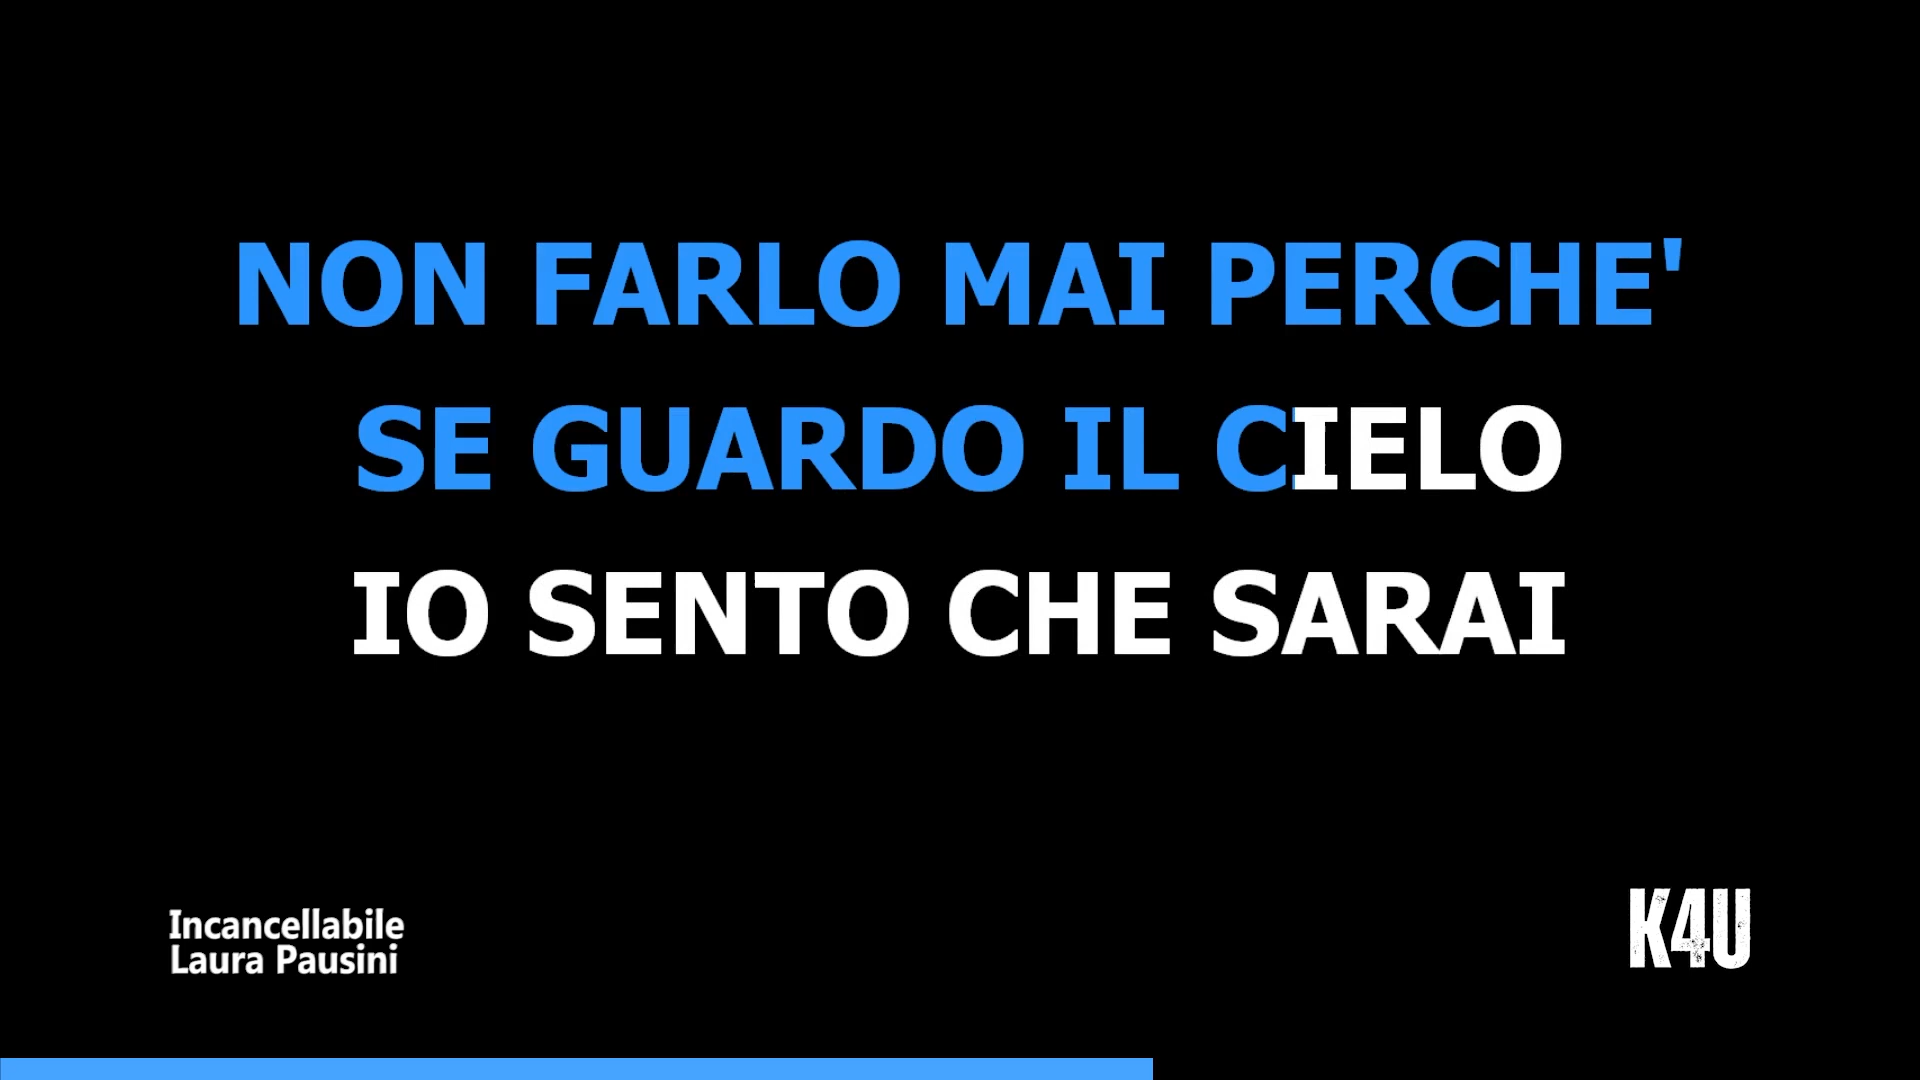 NON FARLO MAI PERCHE'
SE GUARDO IL CIELO
IO SENTO CHE SARAI
Incancellabile
Laura Pausini
K4U